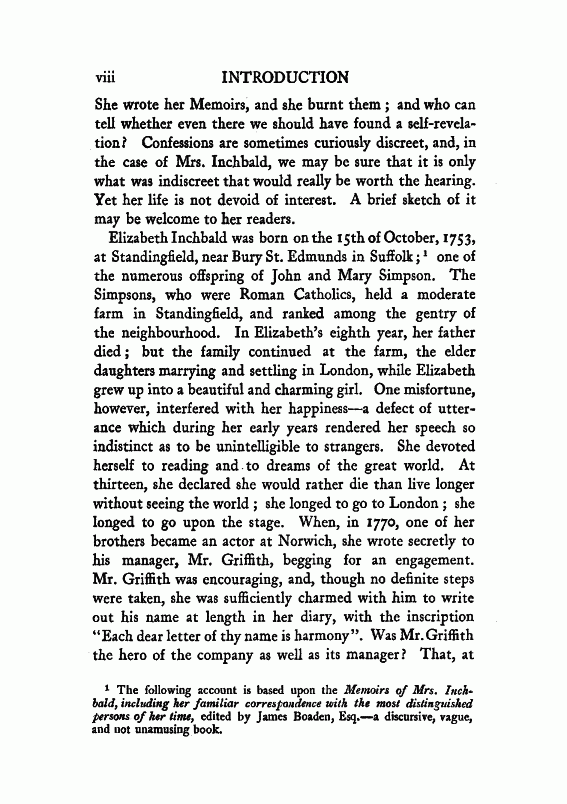 viii INTRODUCTION
She wrote her Memoirs, and she burnt them ; and who can
tell whether even there we should have found a self-revela-
tion? Confessions are sometimes curiously discreet, and, in
the case of Mrs. Inchbald, we may be sure that it is only
what was indiscreet that would really be worth the hearing.
Yet her life is not devoid of interest. A brief sketch of it
may be welcome to her readers.
Elizabeth Inchbald was born on the 15th of October, 1753,
at Standingfield, near Bury St. Edmunds in Suffolk ;¹ one of
the numerous offspring of John and Mary Simpson. The
Simpsons, who were Roman Catholics, held a moderate
farm in Standingfield, and ranked among the gentry of
the neighbourhood. In Elizabeth's eighth year, her father
died ; but the family continued at the farm, the elder
daughters marrying and settling in London, while Elizabeth
grew up into a beautiful and charming girl. One misfortune,
however, interfered with her happiness—a defect of utter-
ance which during her early years rendered her speech so
indistinct as to be unintelligible to strangers. She devoted
herself to reading and to dreams of the great world. At
thirteen, she declared she would rather die than live longer
without seeing the world ; she longed to go to London ; she
longed to go upon the stage. When, in 1770, one of her
brothers became an actor at Norwich, she wrote secretly to
his manager, Mr. Griffith, begging for an engagement.
Mr. Griffith was encouraging, and, though no definite steps
were taken, she was sufficiently charmed with him to write
out his name at length in her diary, with the inscription
"Each dear letter of thy name is harmony". Was Mr. Griffith
the hero of the company as well as its manager? That, at
¹ The following account is based upon the Memoirs of Mrs. Inch-
bald, including her familiar correspondence with the most distinguished
persons of her time, edited by James Boaden, Esq.—a discursive, vague,
and not unamusing book.